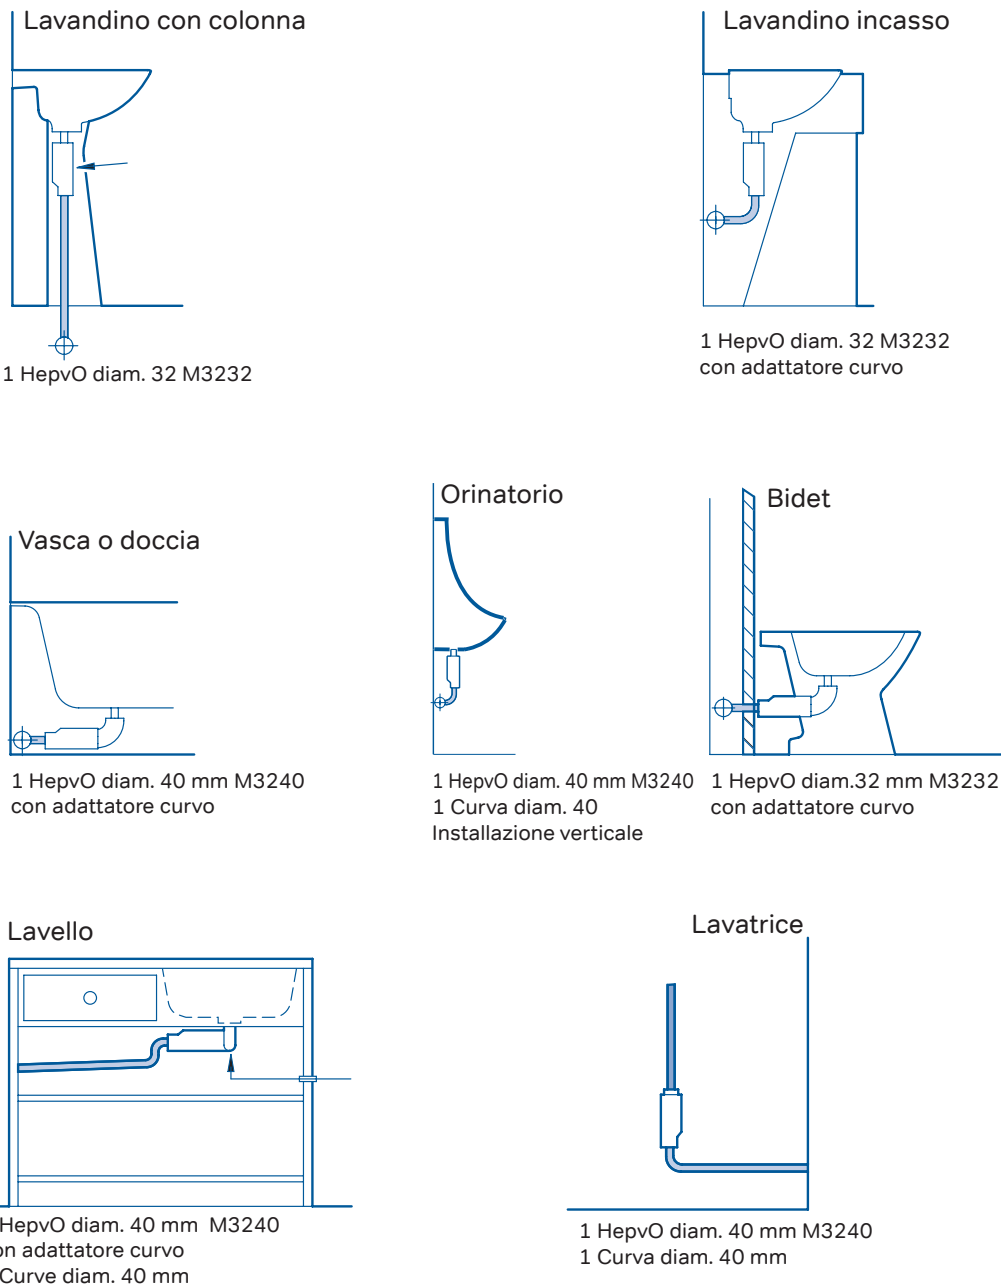 Lavandino con colonna
1 HepvO diam. 32 M3232
Lavandino incasso
1 HepvO diam. 32 M3232
con adattatore curvo
Vasca o doccia
1 HepvO diam. 40 mm M3240
con adattatore curvo
Orinatorio
1 HepvO diam. 40 mm M3240
1 Curva diam. 40
Installazione verticale
Bidet
1 HepvO diam.32 mm M3232
con adattatore curvo
Lavello
HepvO diam. 40 mm M3240
on adattatore curvo
Curve diam. 40 mm
Lavatrice
1 HepvO diam. 40 mm M3240
1 Curva diam. 40 mm